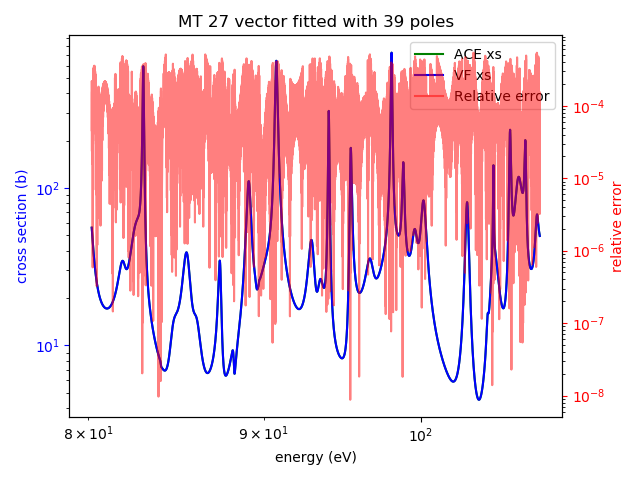 MT 27 vector fitted with 39 poles
ACE xs
VF xs
Relative error
cross section (b)
10²
10¹
relative error
10⁻⁴
10⁻⁵
10⁻⁶
10⁻⁷
10⁻⁸
8 × 10¹
9 × 10¹
10²
energy (eV)